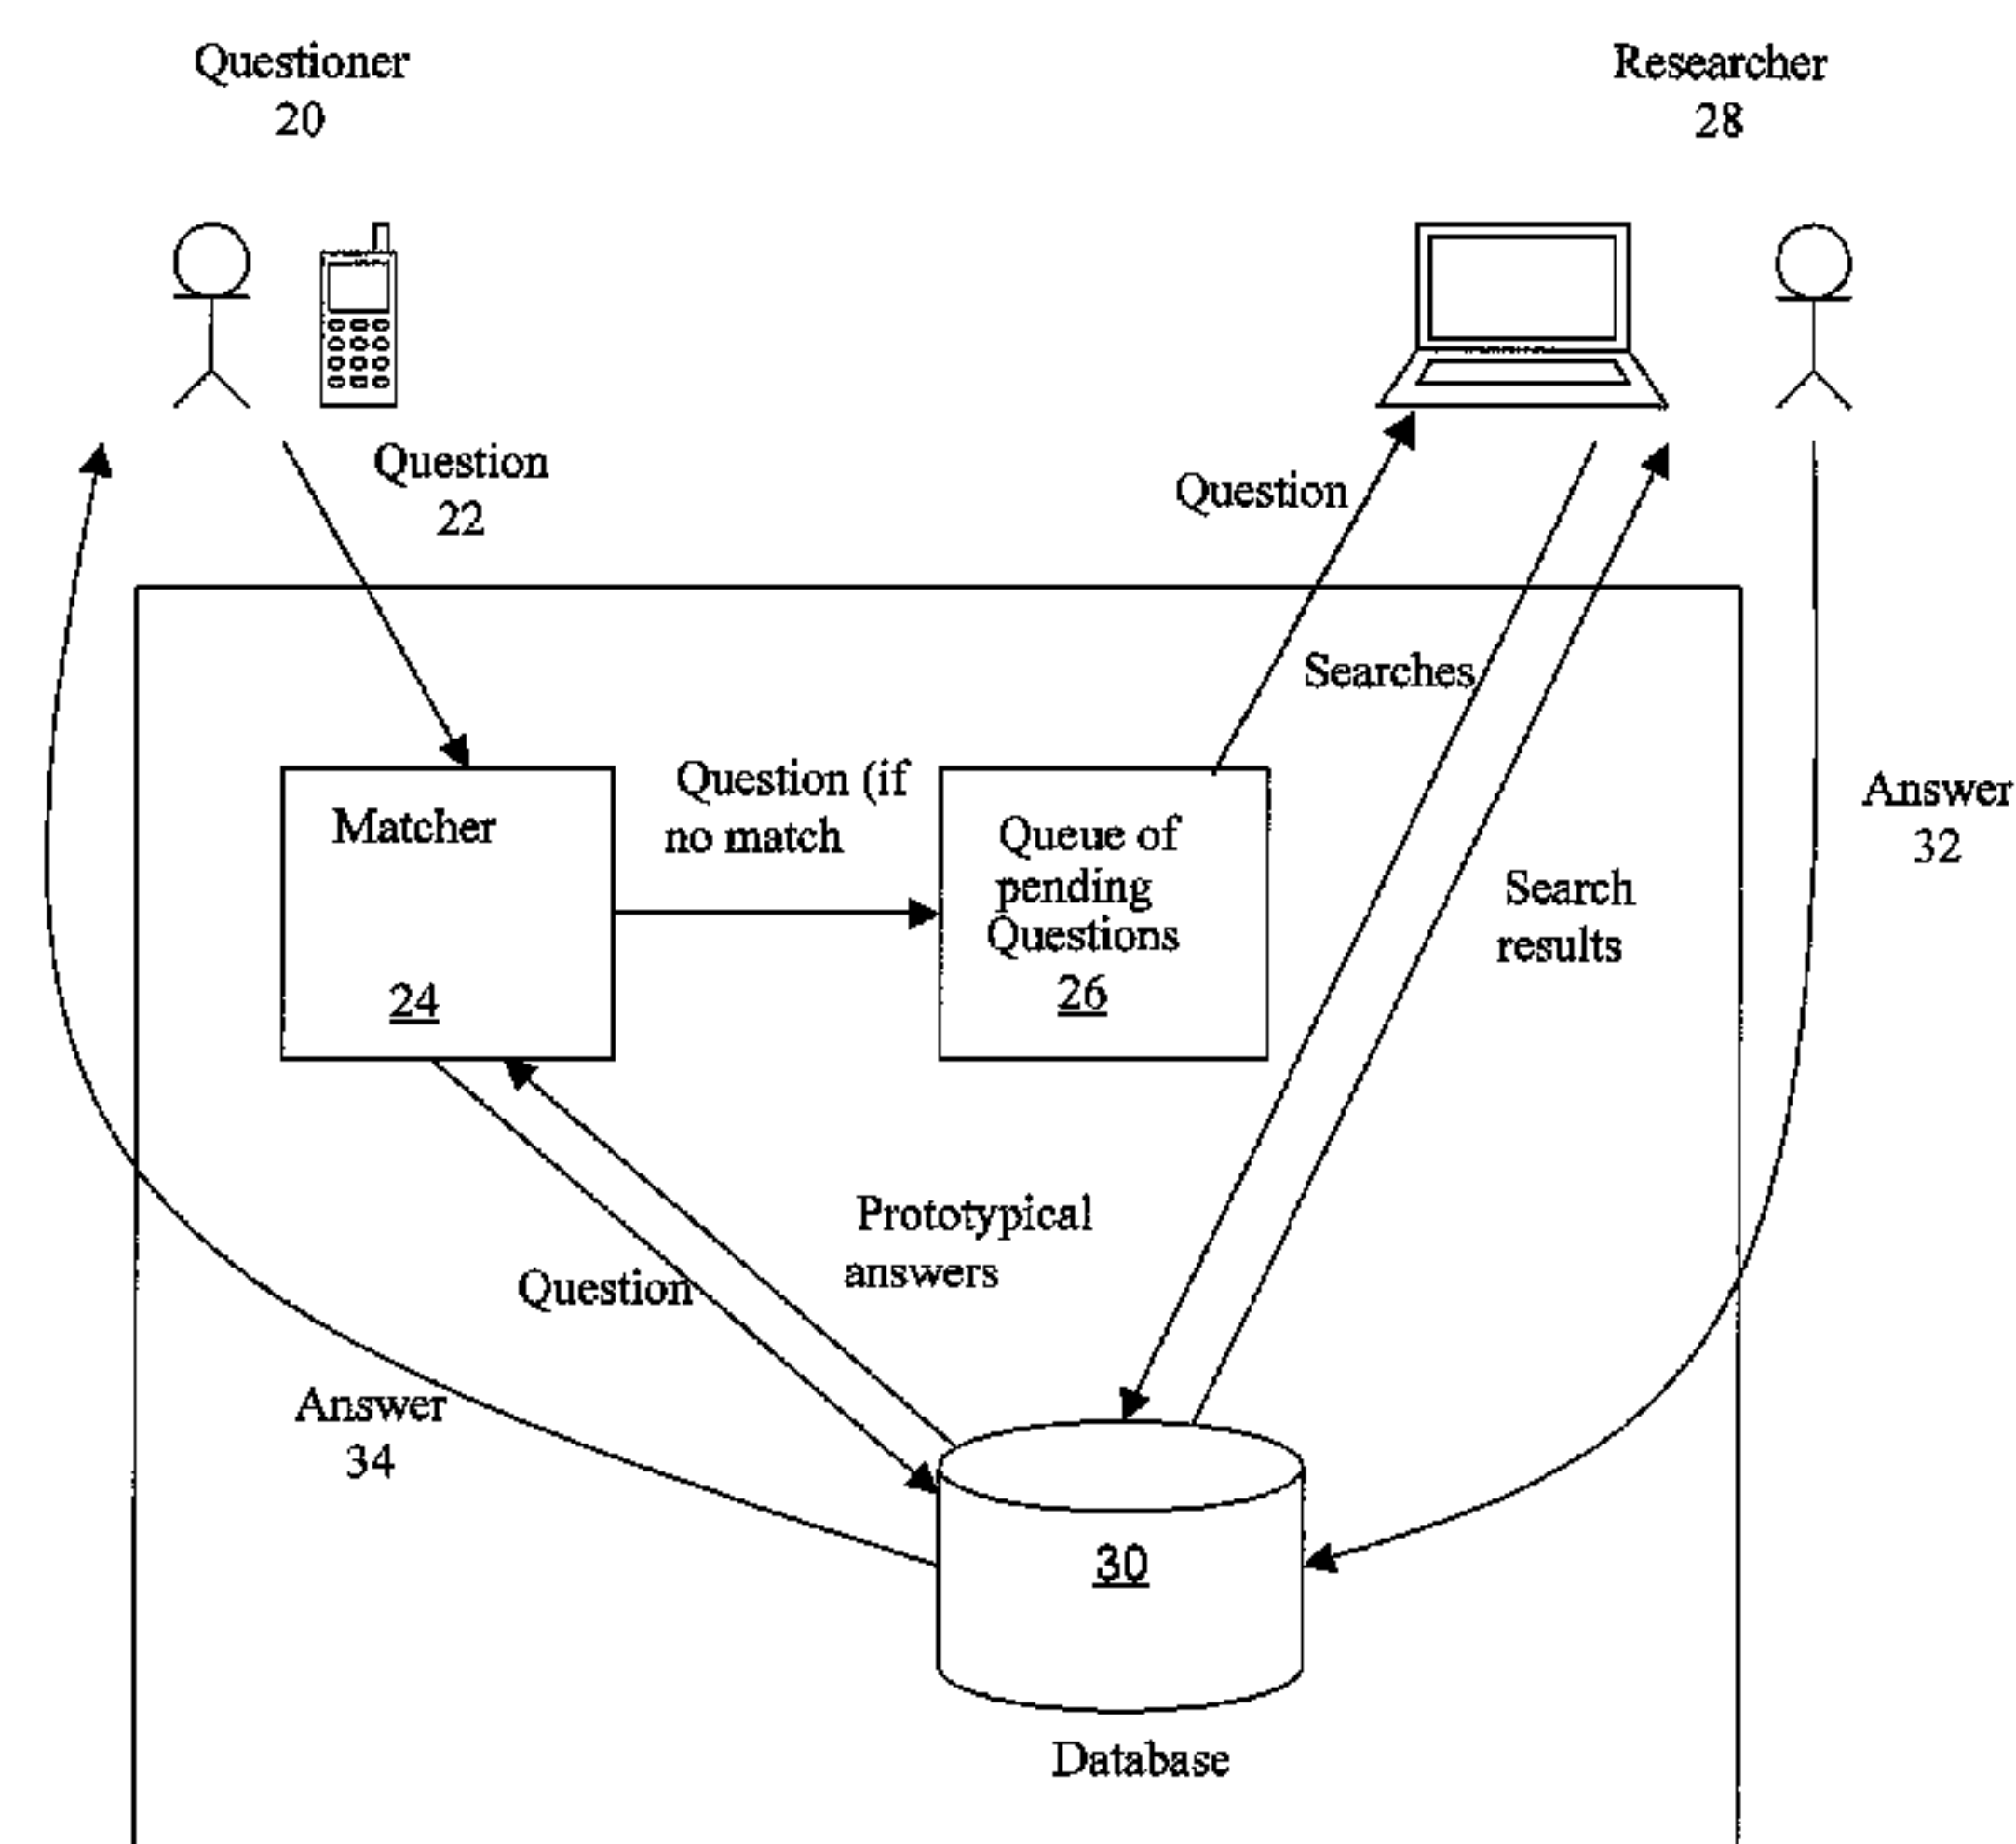 Questioner
20
Researcher
28
Question
22
Question
Searches
Matcher
24
Question (if
no match
Queue of
pending
Questions
26
Answer
32
Search
results
Prototypical
answers
Question
Answer
34
30
Database